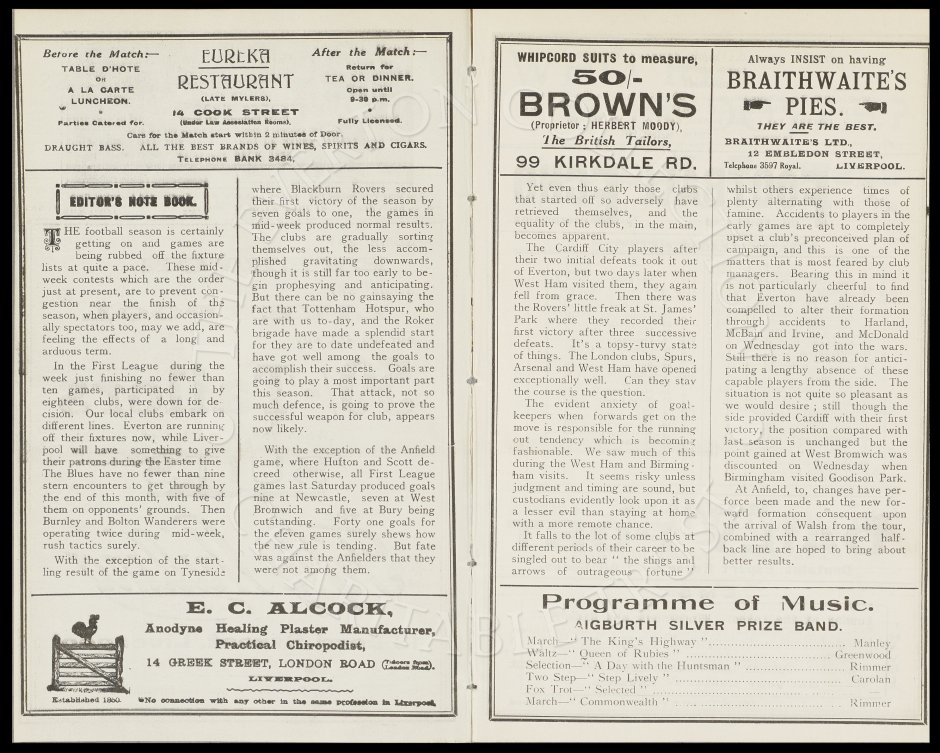 Before the Match:—
TABLE D'HOTE
OR
A LA CARTE
LUNCHEON.
*
Parties Catered for.
EUREKA
RESTAURANT
(LATE MYLERS),
14 COOK STREET
(Under Law Association Rooms).
After the Match:—
Return for
TEA OR DINNER.
Open until
9-30 p.m.
*
Fully Licensed.
Cars for the Match start within 2 minutes of Door.
DRAUGHT BASS. ALL THE BEST BRANDS OF WINES, SPIRITS AND CIGARS.
TELEPHONE BANK 3484.
EDITOR'S NOTE BOOK.
THE football season is certainly
getting on and games are
being rubbed off the fixture
lists at quite a pace. These mid-
week contests which are the order
just at present, are to prevent con-
gestion near the finish of the
season, when players, and occasion-
ally spectators too, may we add, are
feeling the effects of a long and
arduous term.
In the First League during the
week just finishing no fewer than
ten games, participated in by
eighteen clubs, were down for de-
cision. Our local clubs embark on
different lines. Everton are running
off their fixtures now, while Liver-
pool will have something to give
their patrons during the Easter time
The Blues have no fewer than nine
stern encounters to get through by
the end of this month, with five of
them on opponents' grounds. Then
Burnley and Bolton Wanderers were
operating twice during mid-week,
rush tactics surely.
With the exception of the start-
ling result of the game on Tyneside
where Blackburn Rovers secured
their first victory of the season by
seven goals to one, the games in
mid-week produced normal results.
The clubs are gradually sorting
themselves out, the less accom-
plished gravitating downwards,
though it is still far too early to be-
gin prophesying and anticipating.
But there can be no gainsaying the
fact that Tottenham Hotspur, who
are with us to-day, and the Roker
brigade have made a splendid start
for they are to date undefeated and
have got well among the goals to
accomplish their success. Goals are
going to play a most important part
this season. That attack, not so
much defence, is going to prove the
successful weapon for club, appears
now likely.
With the exception of the Anfield
game, where Hufton and Scott de-
creed otherwise, all First League
games last Saturday produced goals
nine at Newcastle, seven at West
Bromwich and five at Bury being
outstanding. Forty one goals for
the eleven games surely shews how
the new rule is tending. But fate
was against the Anfielders that they
were not among them.
E. C. ALCOCK,
Anodyne Healing Plaster Manufacturer,
Practical Chiropodist,
14 GREEK STREET, LONDON ROAD (7 doors from London Road.)
LIVERPOOL.
Established 1850. No connection with any other in the same profession in Liverpool.
WHIPCORD SUITS to measure,
50/-
BROWN'S
(Proprietor: HERBERT MOODY),
The British Tailors,
99 KIRKDALE RD.
Always INSIST on having
BRAITHWAITE'S
PIES.
THEY ARE THE BEST.
BRAITHWAITE'S LTD.,
12 EMBLEDON STREET,
Telephone 3597 Royal. LIVERPOOL.
Yet even thus early those clubs
that started off so adversely have
retrieved themselves, and the
equality of the clubs, in the main,
becomes apparent.
The Cardiff City players after
their two initial defeats took it out
of Everton, but two days later when
West Ham visited them, they again
fell from grace. Then there was
the Rovers' little freak at St. James'
Park where they recorded their
first victory after three successive
defeats. It's a topsy-turvy state
of things. The London clubs, Spurs,
Arsenal and West Ham have opened
exceptionally well. Can they stay
the course is the question.
The evident anxiety of goal-
keepers when forwards get on the
move is responsible for the running
out tendency which is becoming
fashionable. We saw much of this
during the West Ham and Birming-
ham visits. It seems risky unless
judgment and timing are sound, but
custodians evidently look upon it as
a lesser evil than staying at home
with a more remote chance.
It falls to the lot of some clubs at
different periods of their career to be
singled out to bear " the slings and
arrows of outrageous fortune "
whilst others experience times of
plenty alternating with those of
famine. Accidents to players in the
early games are apt to completely
upset a club's preconceived plan of
campaign, and this is one of the
matters that is most feared by club
managers. Bearing this in mind it
is not particularly cheerful to find
that Everton have already been
compelled to alter their formation
through accidents to Harland,
McBain and Irvine, and McDonald
on Wednesday got into the wars.
Still there is no reason for antici-
pating a lengthy absence of these
capable players from the side. The
situation is not quite so pleasant as
we would desire; still though the
side provided Cardiff with their first
victory, the position compared with
last season is unchanged but the
point gained at West Bromwich was
discounted on Wednesday when
Birmingham visited Goodison Park.
At Anfield, to, changes have per-
force been made and the new for-
ward formation consequent upon
the arrival of Walsh from the tour,
combined with a rearranged half-
back line are hoped to bring about
better results.
Programme of Music.
AIGBURTH SILVER PRIZE BAND.
March—" The King's Highway " ........ Manley
Waltz—" Queen of Rubies " ........ Greenwood
Selection—" A Day with the Huntsman " ........ Rimmer
Two Step—" Step Lively " ........ Carolan
Fox Trot—" Selected " ........ —
March—" Commonwealth " ........ Rimmer